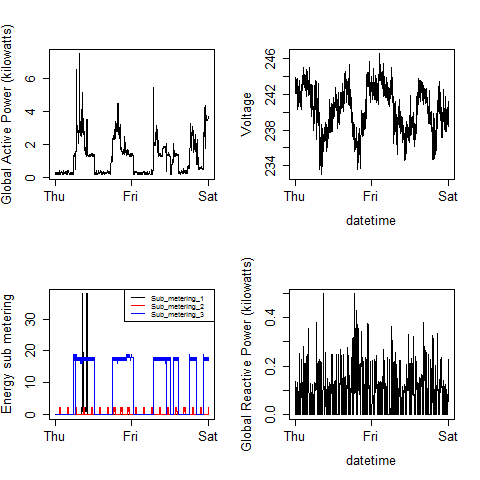 Global Active Power (kilowatts)
0 2 4 6
Thu Fri Sat
Voltage
234 238 242 246
Thu Fri Sat
datetime
Energy sub metering
0 10 20 30
Thu Fri Sat
Sub_metering_1
Sub_metering_2
Sub_metering_3
Global Reactive Power (kilowatts)
0.0 0.2 0.4
Thu Fri Sat
datetime